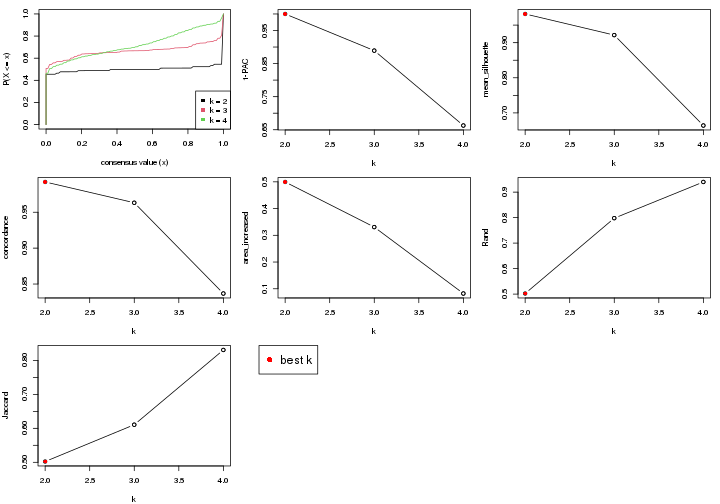 P(X <= x)
1.0
0.8
0.6
0.4
0.2
0.0
k = 2
k = 3
k = 4
0.0 0.2 0.4 0.6 0.8 1.0
consensus value (x)
1-PAC
0.95
0.85
0.75
0.65
2.0 2.5 3.0 3.5 4.0
k
mean_silhouette
0.90
0.80
0.70
2.0 2.5 3.0 3.5 4.0
k
concordance
0.95
0.90
0.85
2.0 2.5 3.0 3.5 4.0
k
area_increased
0.5
0.4
0.3
0.2
0.1
2.0 2.5 3.0 3.5 4.0
k
Rand
0.9
0.8
0.7
0.6
0.5
2.0 2.5 3.0 3.5 4.0
k
Jaccard
0.80
0.70
0.60
0.50
2.0 2.5 3.0 3.5 4.0
k
best k